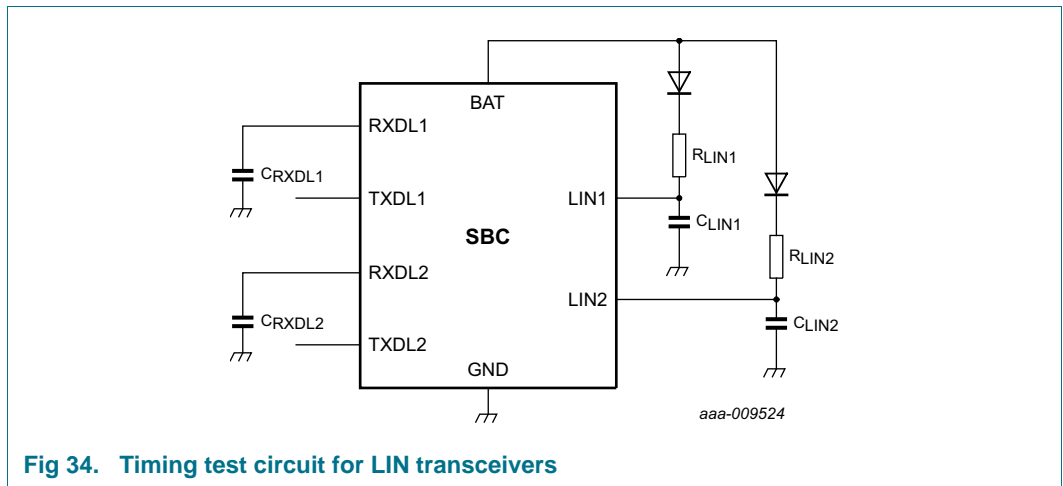 BAT
RXDL1
RLIN1
CRXDL1
TXDL1
LIN1
CLIN1
SBC
RLIN2
RXDL2
LIN2
CRXDL2
CLIN2
TXDL2
GND
aaa-009524
Fig 34. Timing test circuit for LIN transceivers